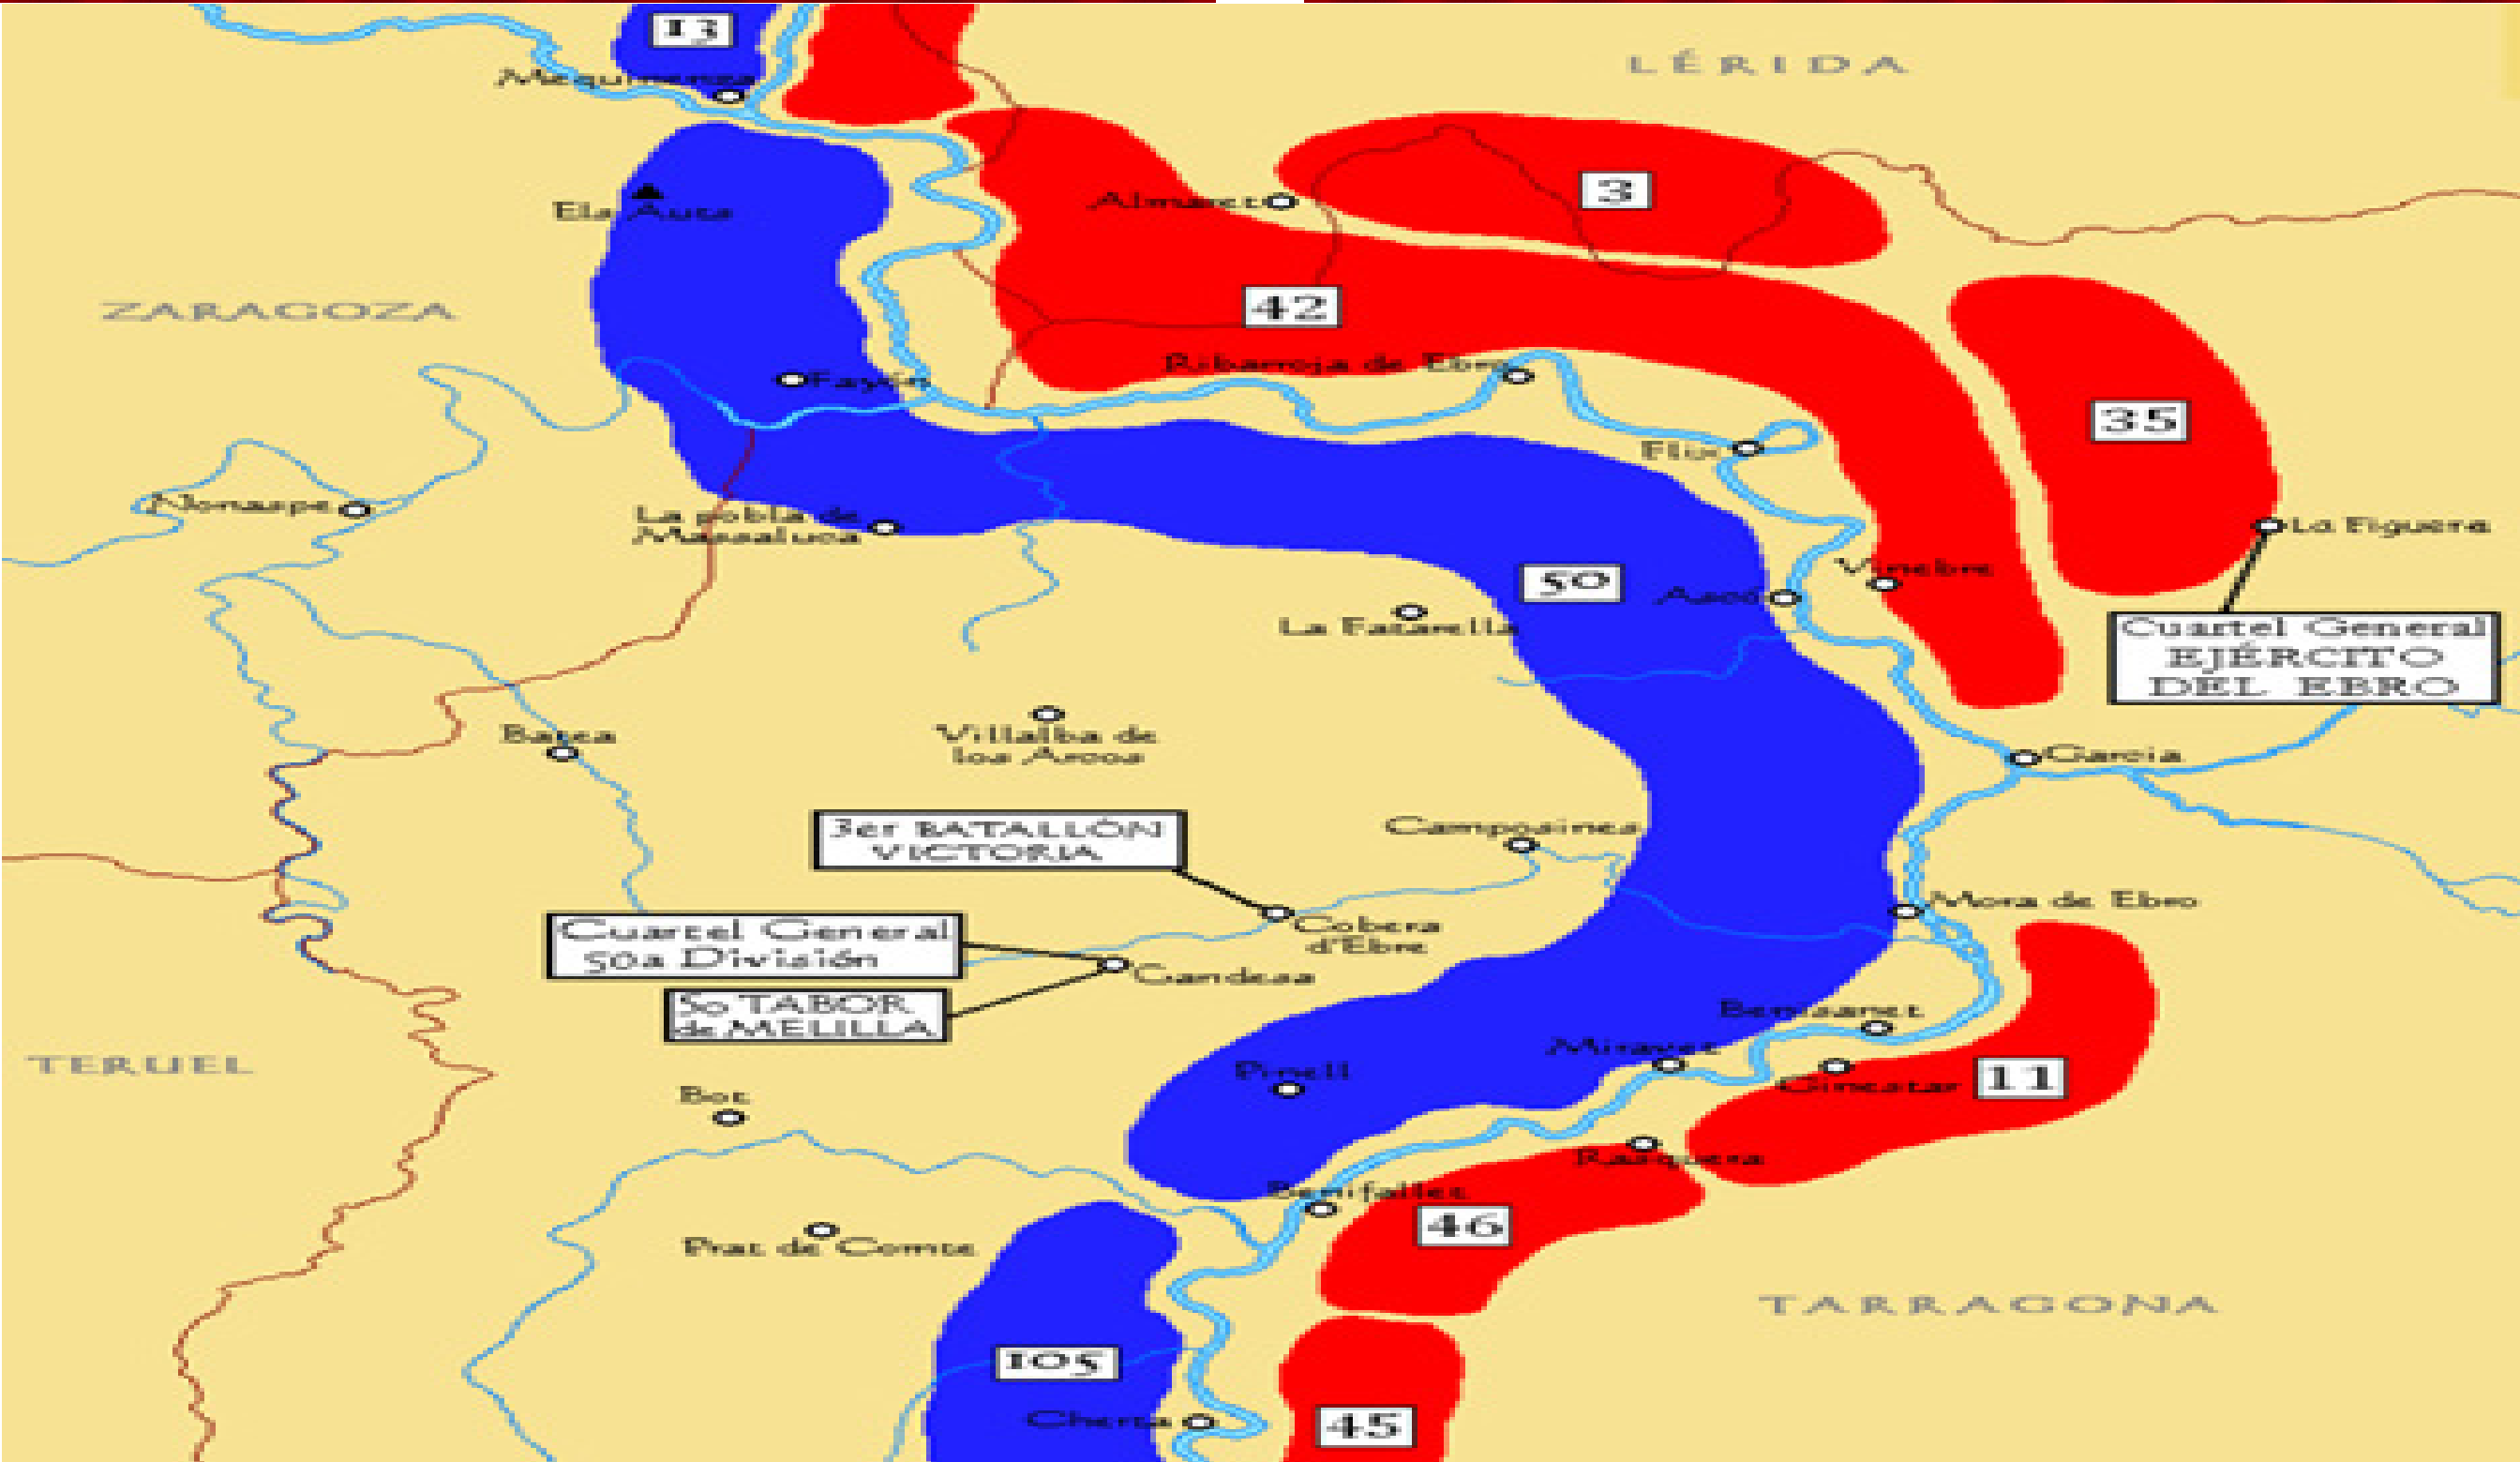 13
LÉRIDA
Mequinenza
3
Almatret
Ela Auts
ZARAGOZA
42
Ribarroja de Ebro
Fayón
35
Flix
Nonaspe
La pobla de
Massaluca
La Figuera
50
Vinebre
Ascó
La Fatarella
Cuartel General
EJÉRCITO
DEL EBRO
Batea
Villalba de
los Arcos
Garcia
3er BATALLÓN
VICTORIA
Camposines
Mora de Ebro
Cobera
d'Ebre
Cuartel General
50a División
Gandesa
5o TABOR
de MELILLA
Benisanet
TERUEL
Miravet
Pinell
Ginestar
11
Bot
Rasquera
Benifallet
46
Prat de Comte
TARRAGONA
105
Cherta
45